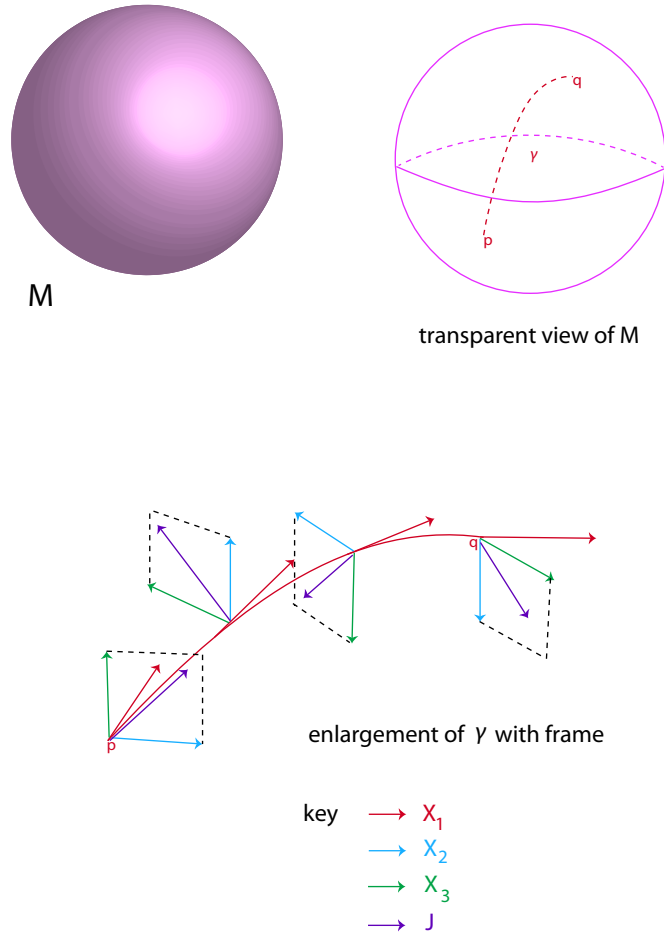 q
γ
p
M
transparent view of M
q
p
enlargement of γ with frame
key
X₁
X₂
X₃
J